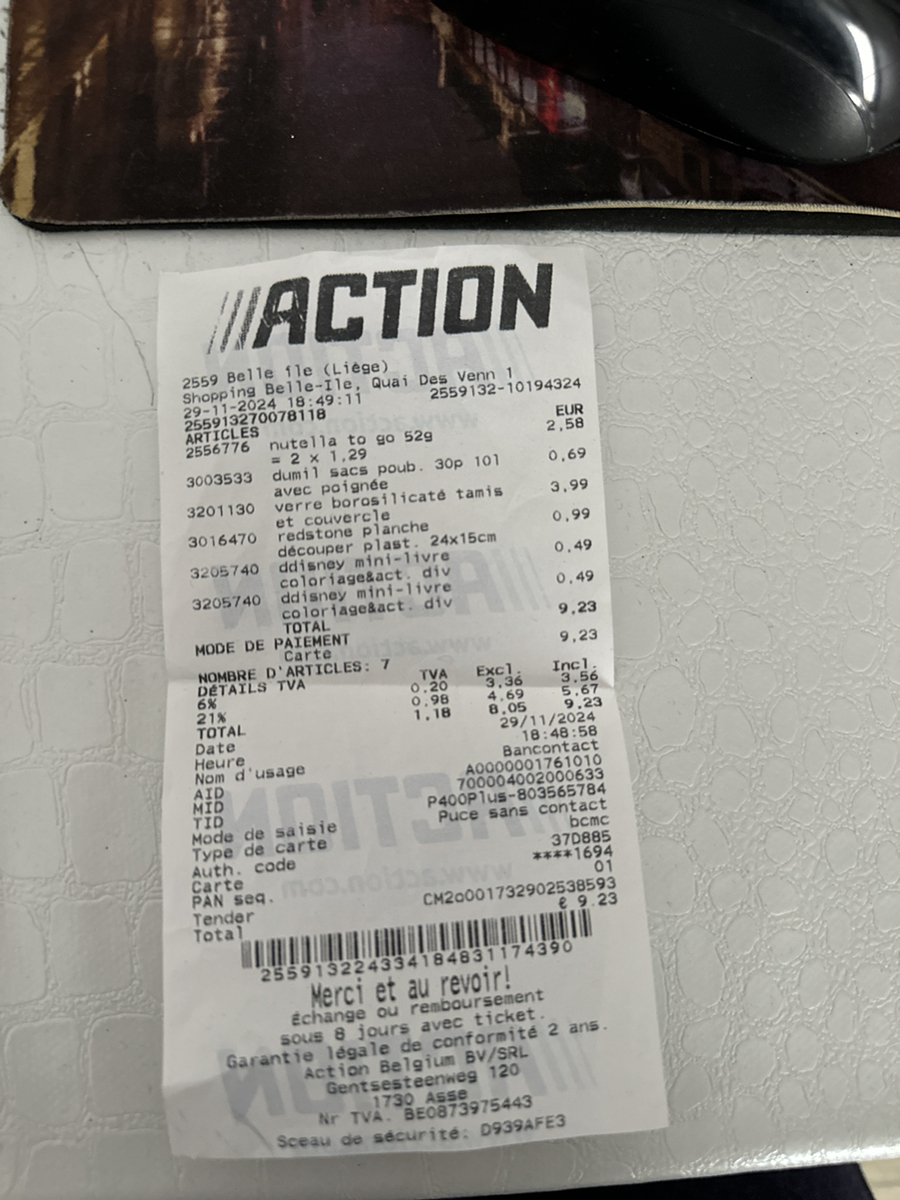 ACTION
2559 Belle île (Liège)
Shopping Belle-Ile, Quai Des Venn 1
29-11-2024 18:49:11 2559132-10194324
255913270078118
ARTICLES EUR
2556776 nutella to go 52g 2,58
= 2 x 1,29
3003533 dumil sacs poub. 30p 10l 0,69
avec poignée
3201130 verre borosilicaté tamis 3,99
et couvercle
3016470 redstone planche 0,99
découper plast. 24x15cm
3205740 ddisney mini-livre 0,49
coloriage&act. div
3205740 ddisney mini-livre 0,49
coloriage&act. div
TOTAL 9,23
MODE DE PAIEMENT
Carte 9,23
NOMBRE D'ARTICLES: 7
DÉTAILS TVA TVA Excl. Incl.
6% 0.20 3.36 3.56
21% 0.98 4.69 5.67
TOTAL 1.18 8.05 9.23
Date 29/11/2024
Heure 18:48:58
Nom d'usage Bancontact
AID A0000001761010
MID 700004002000633
TID P400Plus-803565784
Mode de saisie Puce sans contact
Type de carte bcmc
Auth. code 37D885
Carte ****1694
PAN seq. 01
Tender CM2o001732902538593
Total € 9.23
2559132243341848311174390
Merci et au revoir!
échange ou remboursement
sous 8 jours avec ticket.
Garantie légale de conformité 2 ans.
Action Belgium BV/SRL
Gentsesteenweg 120
1730 Asse
Nr TVA. BE0873975443
Sceau de sécurité: D939AFE3